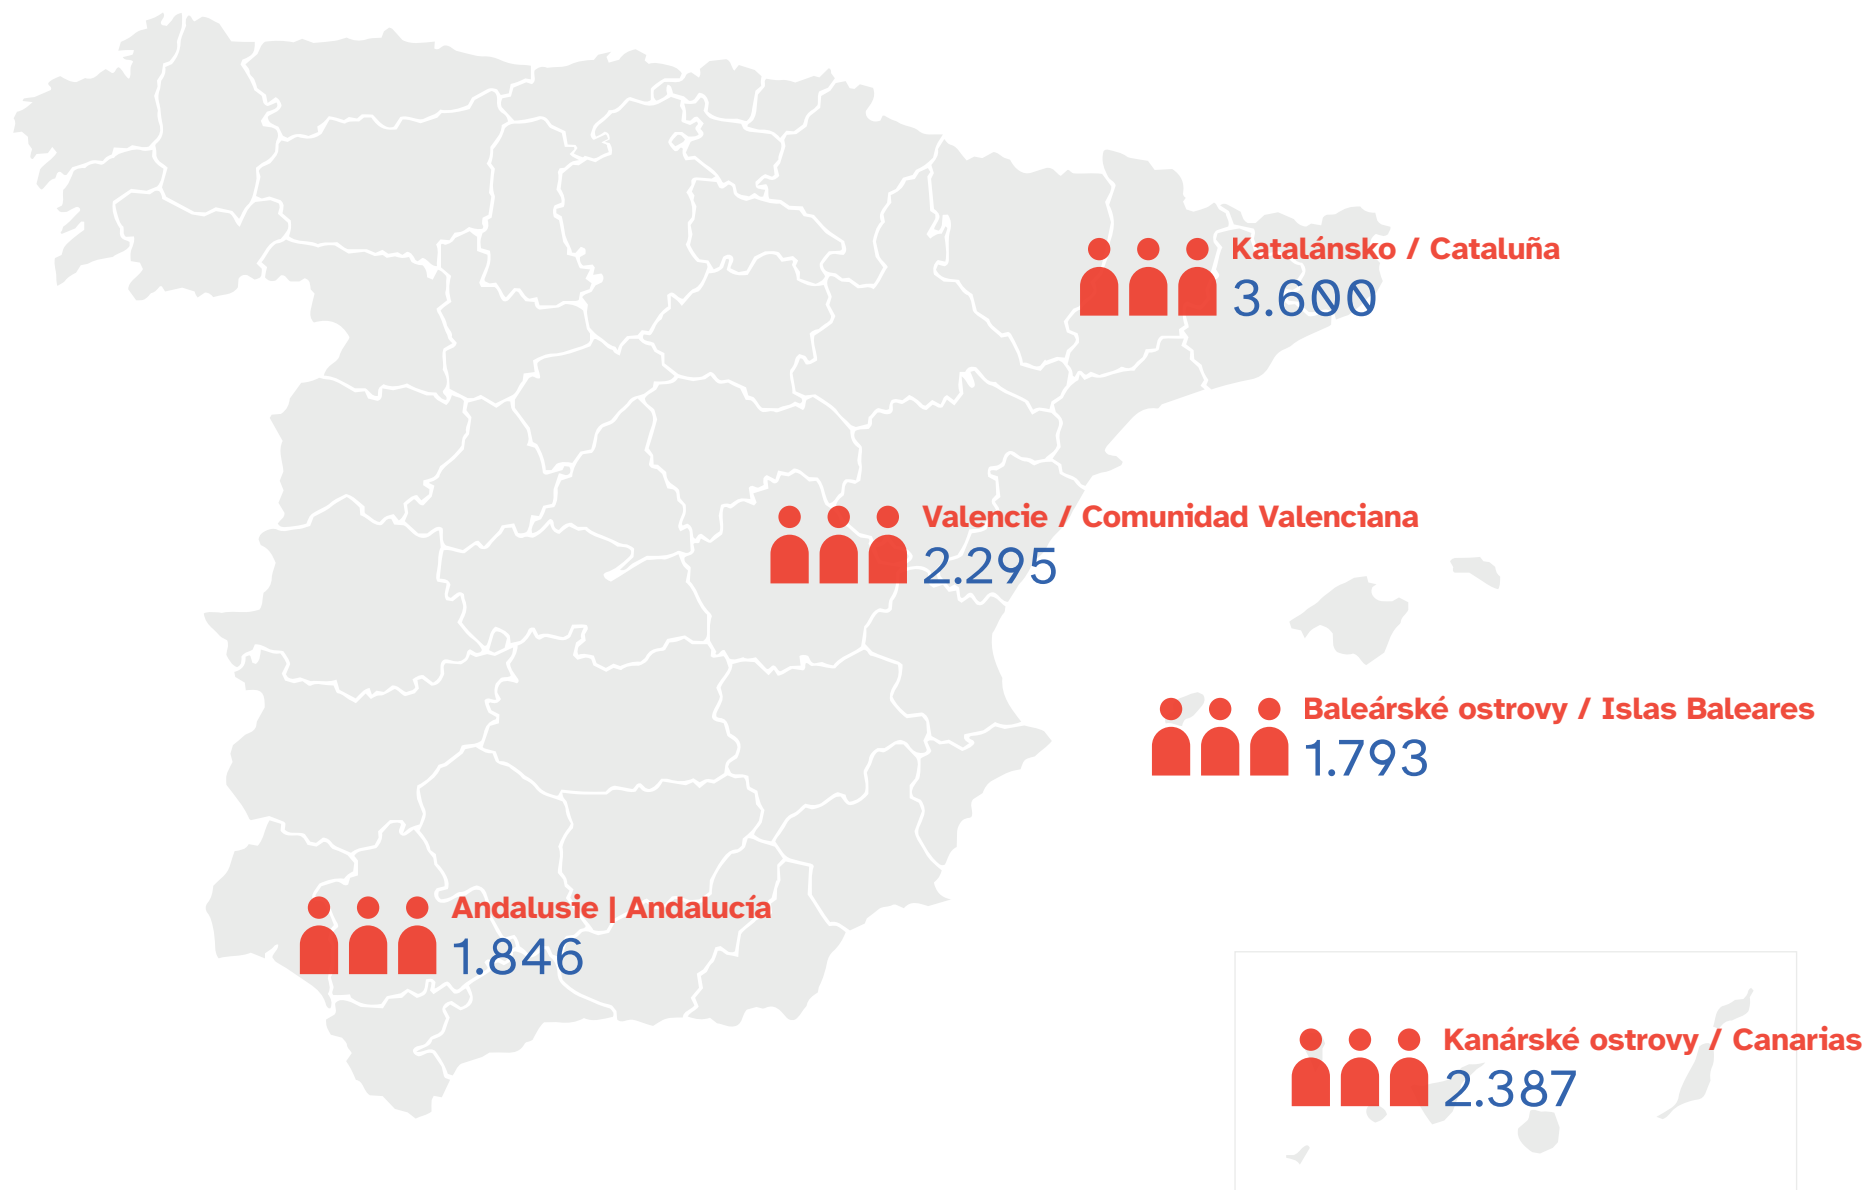 Katalánsko / Cataluña
3.600
Valencie / Comunidad Valenciana
2.295
Baleárské ostrovy / Islas Baleares
1.793
Andalusie | Andalucía
1.846
Kanárské ostrovy / Canarias
2.387